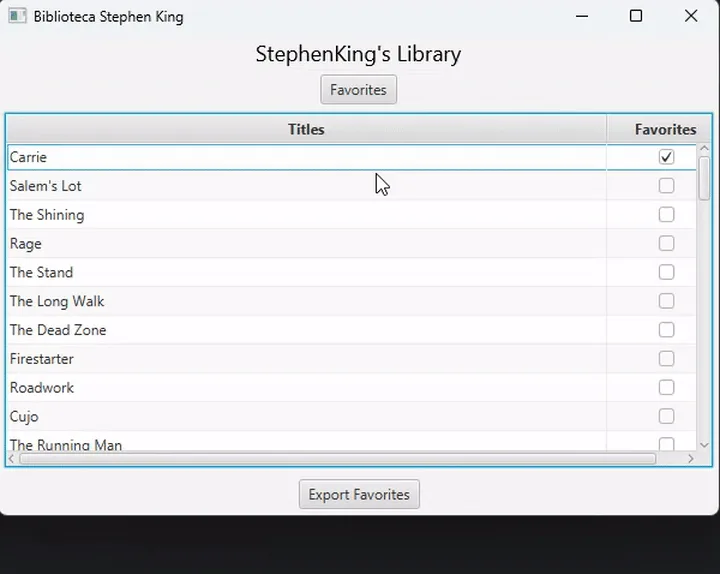 Biblioteca Stephen King
StephenKing's Library
Favorites
Titles Favorites
Carrie
Salem's Lot
The Shining
Rage
The Stand
The Long Walk
The Dead Zone
Firestarter
Roadwork
Cujo
The Running Man
Export Favorites